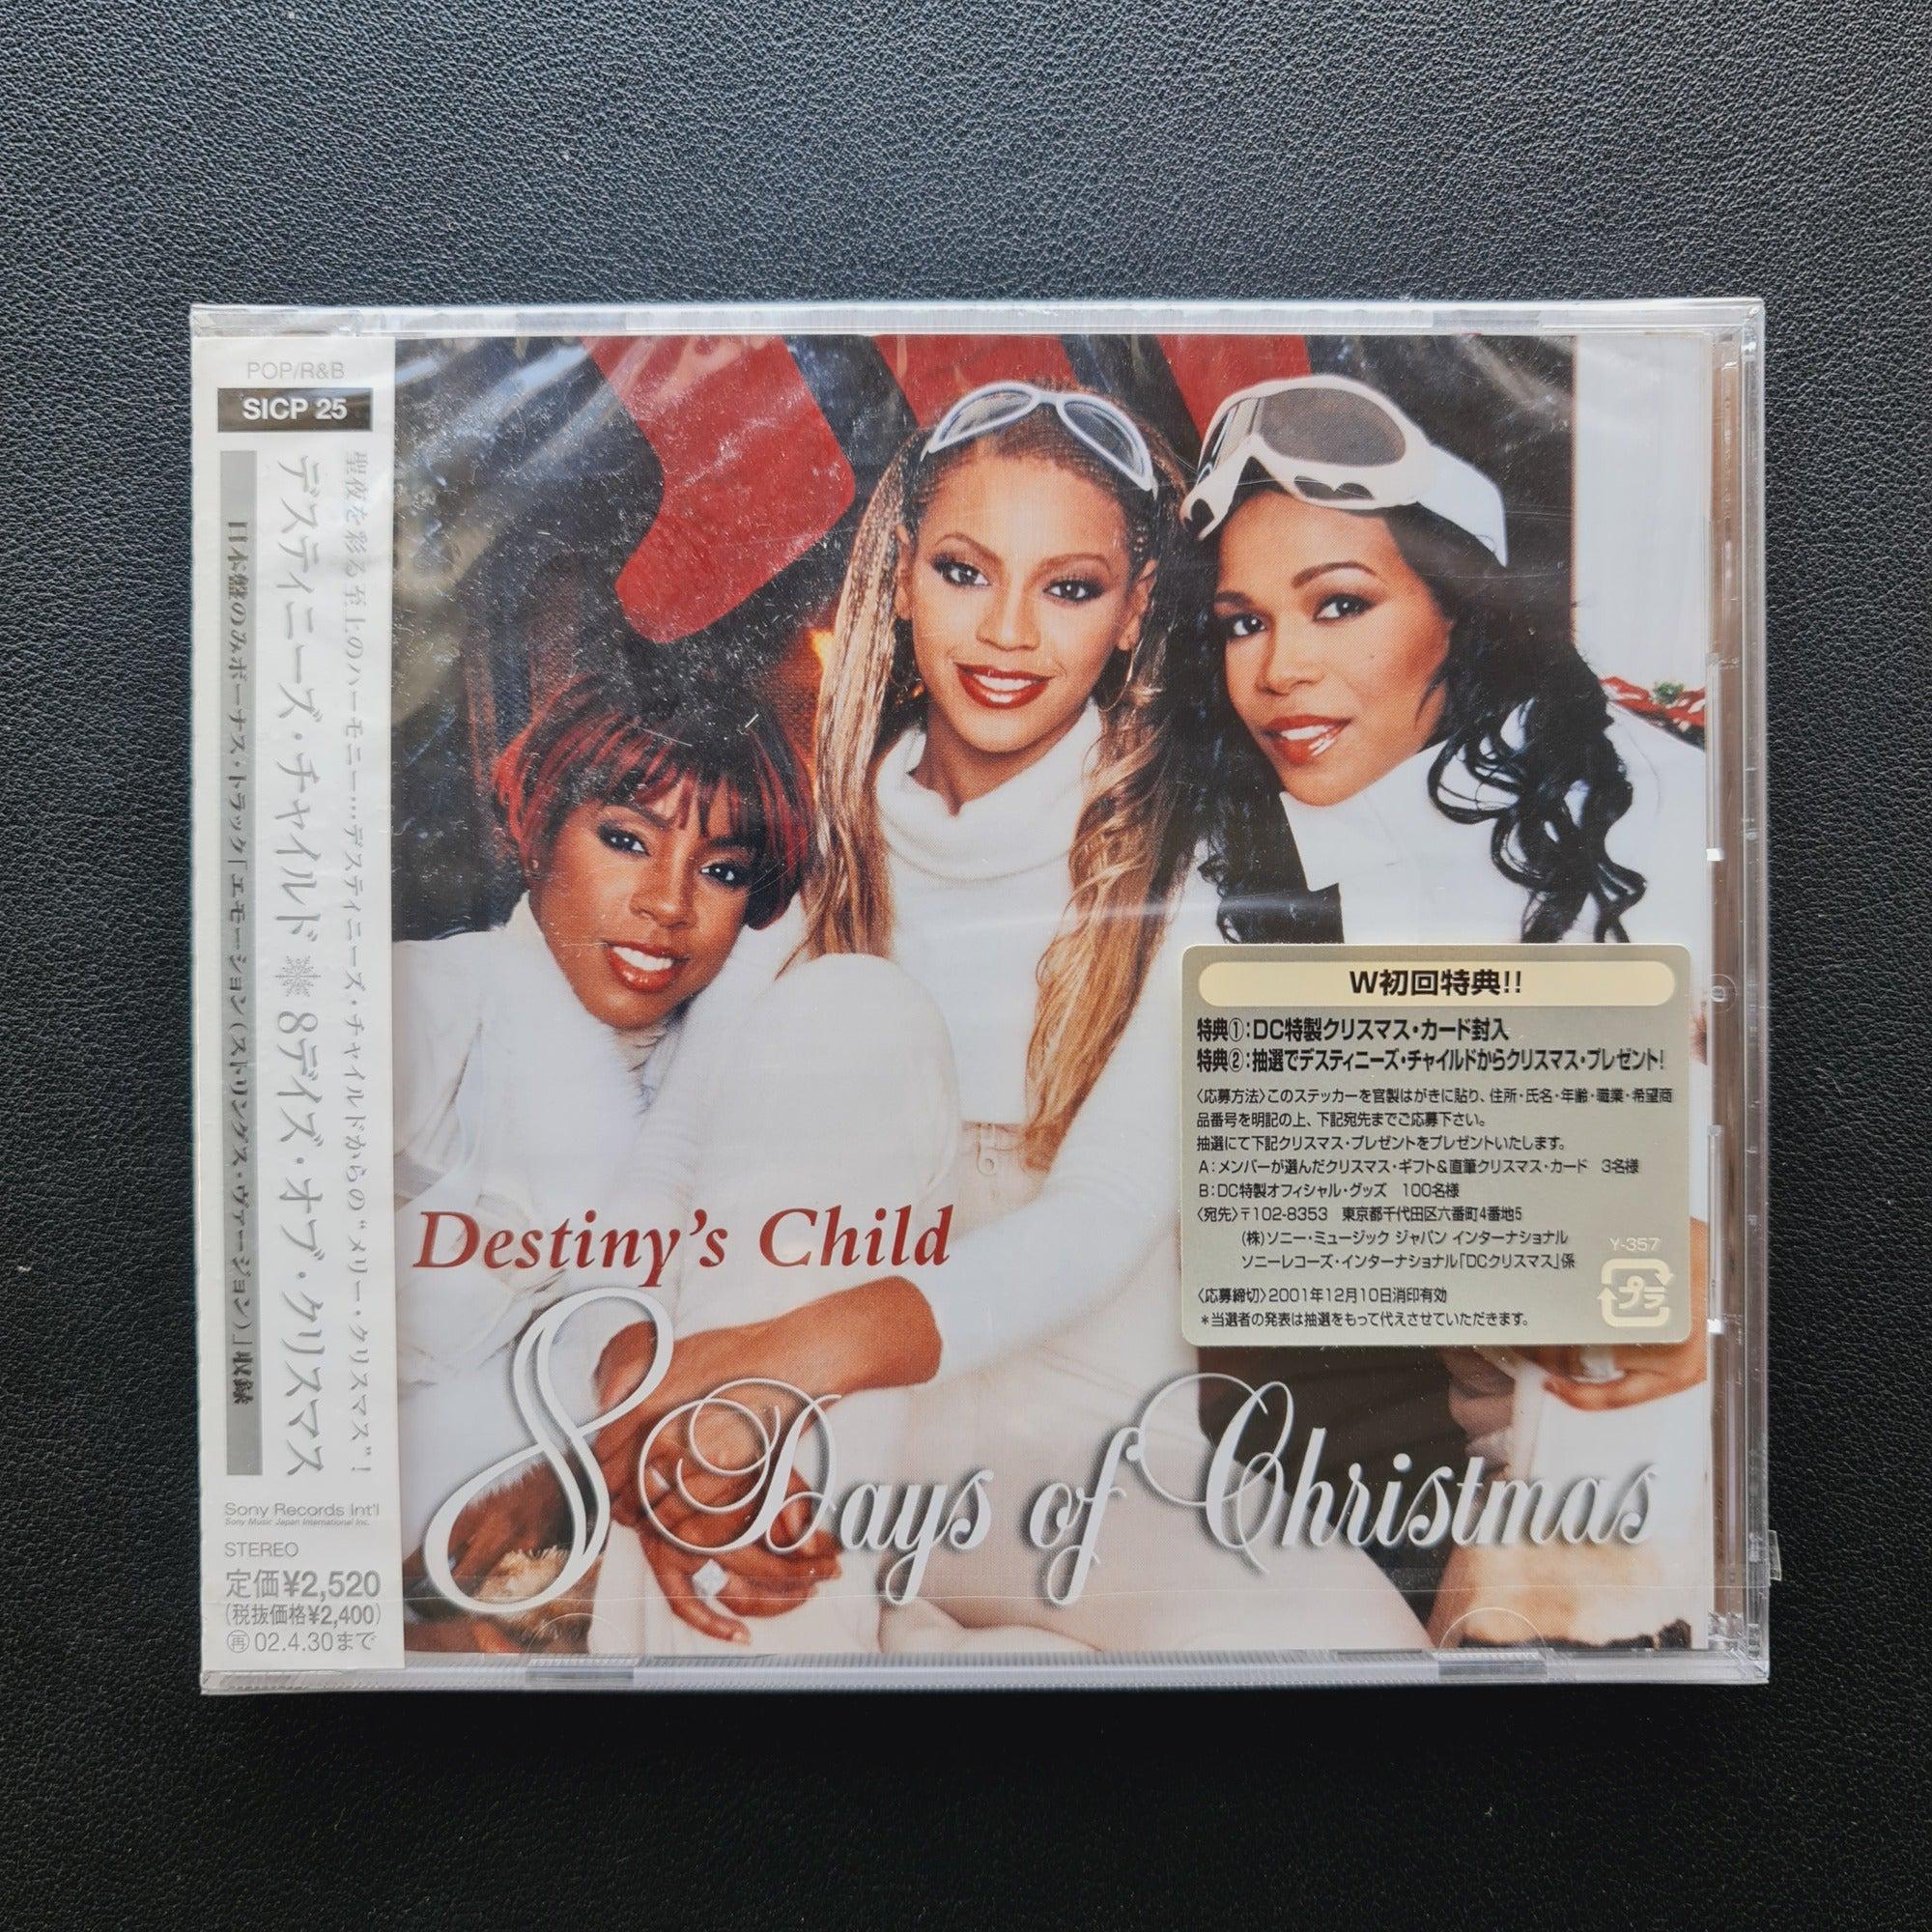 POP/R&B
SICP 25
聖夜を彩る至上のハーモニー…デスティニーズ・チャイルドからの“メリー・クリスマス”!
デスティニーズ・チャイルド 8デイズ・オブ・クリスマス
日本盤のみボーナス・トラック「エモーション(ストリングス・ヴァージョン)」収録
Sony Records Int'l
Sony Music Japan International Inc.
STEREO
定価¥2,520
(税抜価格¥2,400)
再 02.4.30まで
Destiny's Child
8 Days of Christmas
W初回特典!!
特典①:DC特製クリスマス・カード封入
特典②:抽選でデスティニーズ・チャイルドからクリスマス・プレゼント!
〈応募方法〉このステッカーを官製はがきに貼り、住所・氏名・年齢・職業・希望商
品番号を明記の上、下記宛先までご応募下さい。
抽選にて下記クリスマス・プレゼントをプレゼントいたします。
A:メンバーが選んだクリスマス・ギフト&直筆クリスマス・カード 3名様
B:DC特製オフィシャル・グッズ 100名様
〈宛先〉〒102-8353 東京都千代田区六番町4番地5
(株)ソニー・ミュージック ジャパン インターナショナル
ソニーレコーズ・インターナショナル「DCクリスマス」係
〈応募締切〉2001年12月10日消印有効
*当選者の発表は抽選をもって代えさせていただきます。
Y-357
プラ